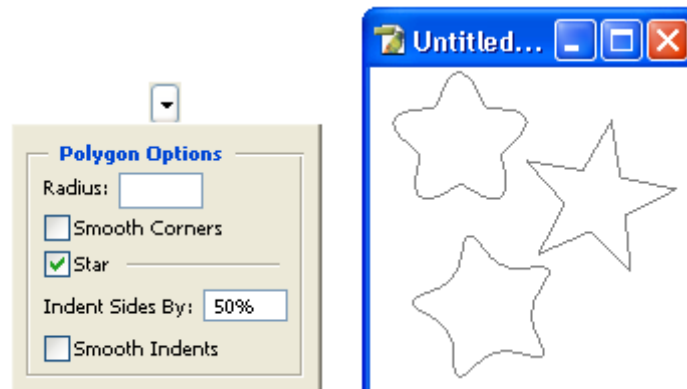 Untitled...
Polygon Options
Radius:
Smooth Corners
Star
Indent Sides By: 50%
Smooth Indents